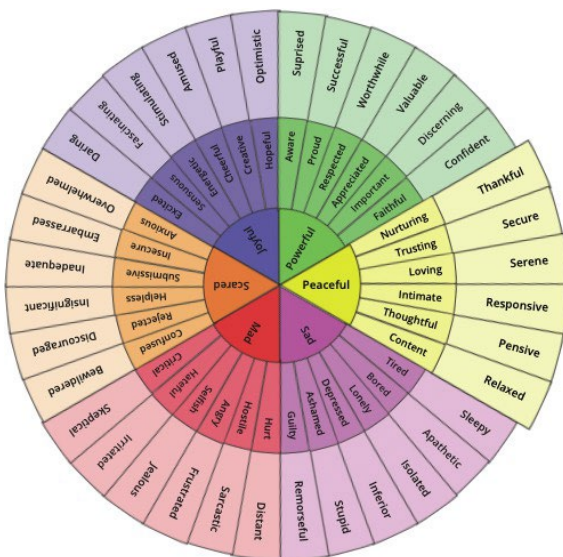 Joyful
Powerful
Peaceful
Sad
Mad
Scared
Excited
Sensuous
Energetic
Cheerful
Creative
Hopeful
Aware
Proud
Respected
Appreciated
Important
Faithful
Nurturing
Trusting
Loving
Intimate
Thoughtful
Content
Tired
Bored
Lonely
Depressed
Ashamed
Guilty
Hurt
Hostile
Angry
Selfish
Hateful
Critical
Confused
Rejected
Helpless
Submissive
Insecure
Anxious
Daring
Fascinating
Stimulating
Amused
Playful
Optimistic
Suprised
Successful
Worthwhile
Valuable
Discerning
Confident
Thankful
Secure
Serene
Responsive
Pensive
Relaxed
Sleepy
Apathetic
Isolated
Inferior
Stupid
Remorseful
Distant
Sarcastic
Frustrated
Jealous
Irritated
Skeptical
Bewildered
Discouraged
Insignificant
Inadequate
Embarrassed
Overwhelmed